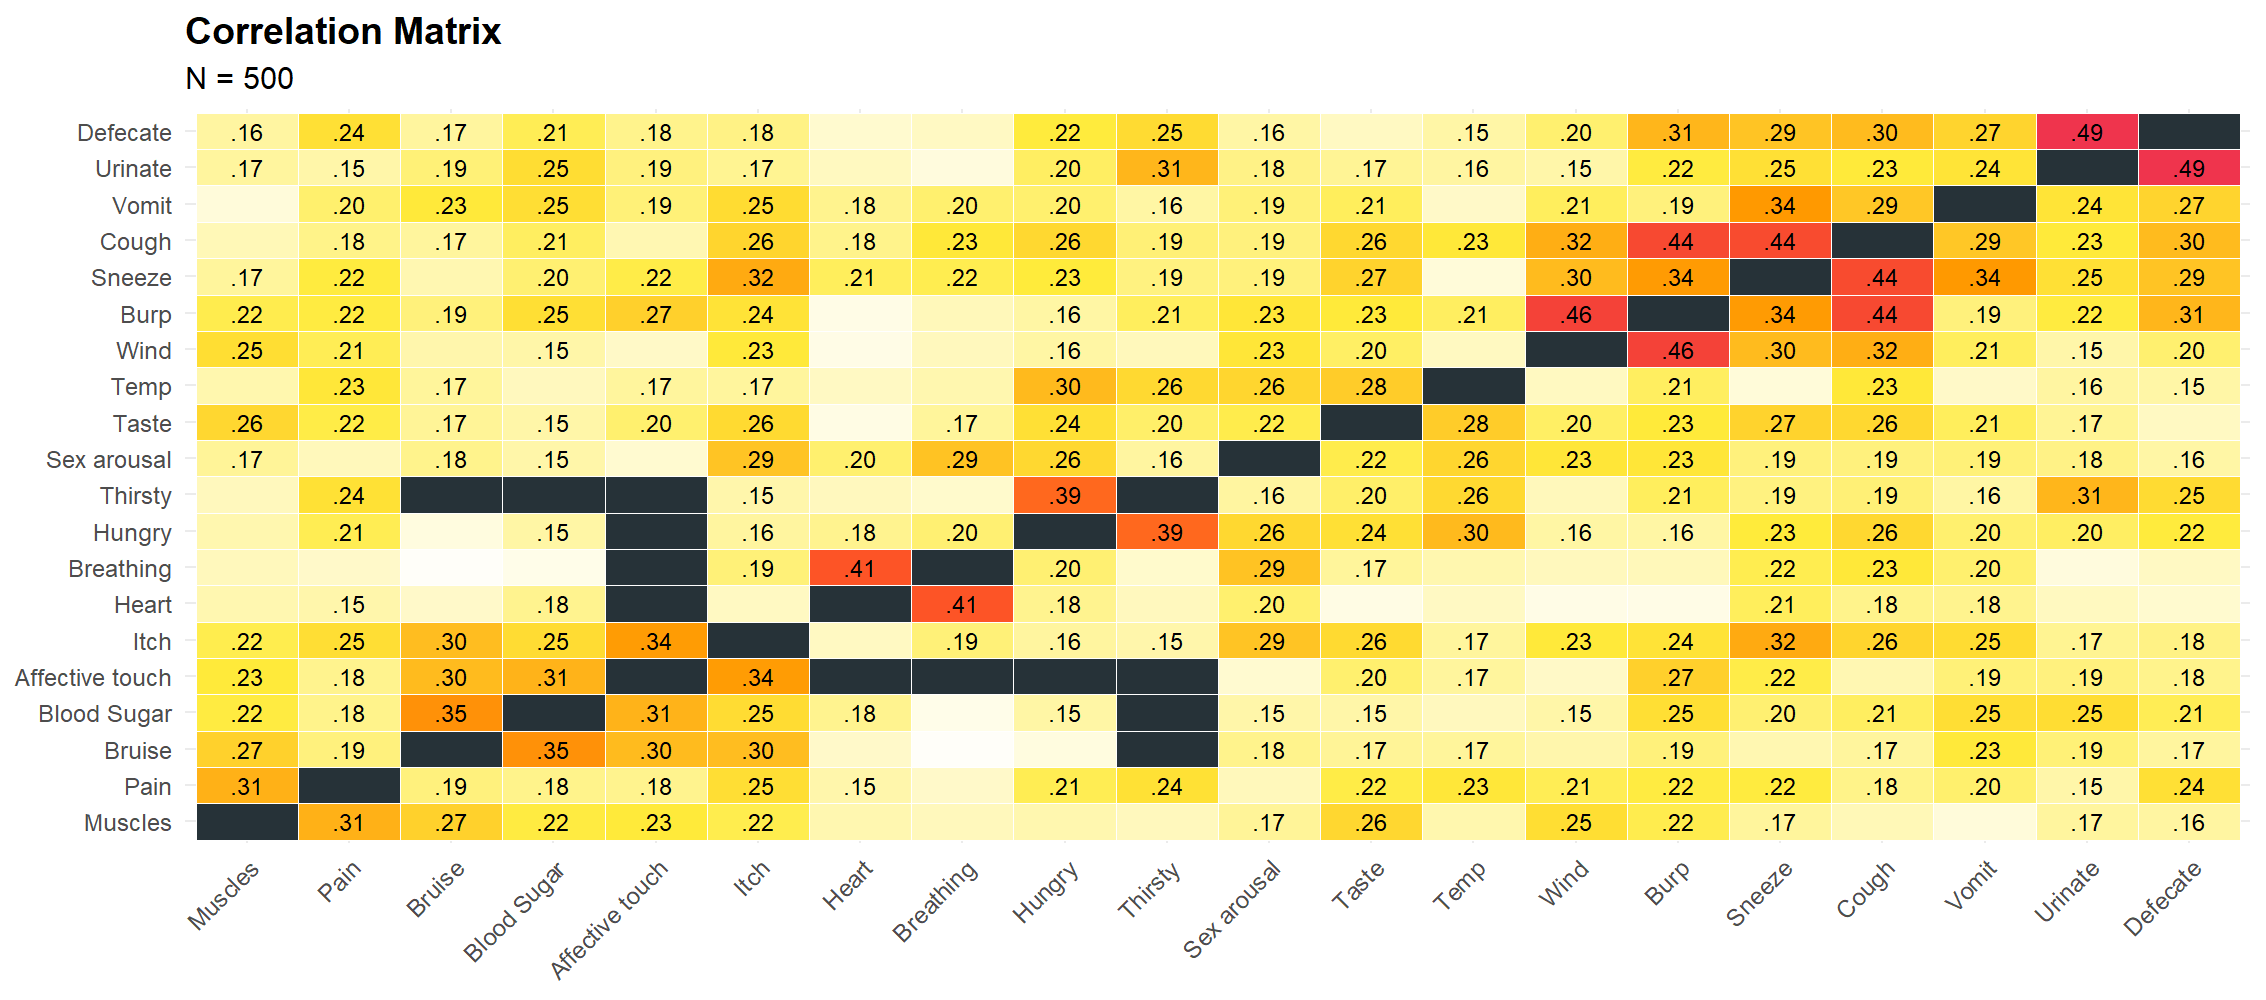 Correlation Matrix
N = 500
Defecate .16 .24 .17 .21 .18 .18 .22 .25 .16 .15 .20 .31 .29 .30 .27 .49
Urinate .17 .15 .19 .25 .19 .17 .20 .31 .18 .17 .16 .15 .22 .25 .23 .24 .49
Vomit .20 .23 .25 .19 .25 .18 .20 .20 .16 .19 .21 .21 .19 .34 .29 .24 .27
Cough .18 .17 .21 .26 .18 .23 .26 .19 .19 .26 .23 .32 .44 .44 .29 .23 .30
Sneeze .17 .22 .20 .22 .32 .21 .22 .23 .19 .19 .27 .30 .34 .44 .34 .25 .29
Burp .22 .22 .19 .25 .27 .24 .16 .21 .23 .23 .21 .46 .34 .44 .19 .22 .31
Wind .25 .21 .15 .23 .16 .23 .20 .46 .30 .32 .21 .15 .20
Temp .23 .17 .17 .17 .30 .26 .26 .28 .21 .23 .16 .15
Taste .26 .22 .17 .15 .20 .26 .17 .24 .20 .22 .28 .20 .23 .27 .26 .21 .17
Sex arousal .17 .18 .15 .29 .20 .29 .26 .16 .22 .26 .23 .23 .19 .19 .19 .18 .16
Thirsty .24 .15 .39 .16 .20 .26 .21 .19 .19 .16 .31 .25
Hungry .21 .15 .16 .18 .20 .39 .26 .24 .30 .16 .16 .23 .26 .20 .20 .22
Breathing .19 .41 .20 .29 .17 .22 .23 .20
Heart .15 .18 .41 .18 .20 .21 .18 .18
Itch .22 .25 .30 .25 .34 .19 .16 .15 .29 .26 .17 .23 .24 .32 .26 .25 .17 .18
Affective touch .23 .18 .30 .31 .34 .20 .17 .27 .22 .19 .19 .18
Blood Sugar .22 .18 .35 .31 .25 .18 .15 .15 .15 .15 .25 .20 .21 .25 .25 .21
Bruise .27 .19 .35 .30 .30 .18 .17 .17 .19 .17 .23 .19 .17
Pain .31 .19 .18 .18 .25 .15 .21 .24 .22 .23 .21 .22 .22 .18 .20 .15 .24
Muscles .31 .27 .22 .23 .22 .17 .26 .25 .22 .17 .17 .16
Muscles Pain Bruise Blood Sugar Affective touch Itch Heart Breathing Hungry Thirsty Sex arousal Taste Temp Wind Burp Sneeze Cough Vomit Urinate Defecate